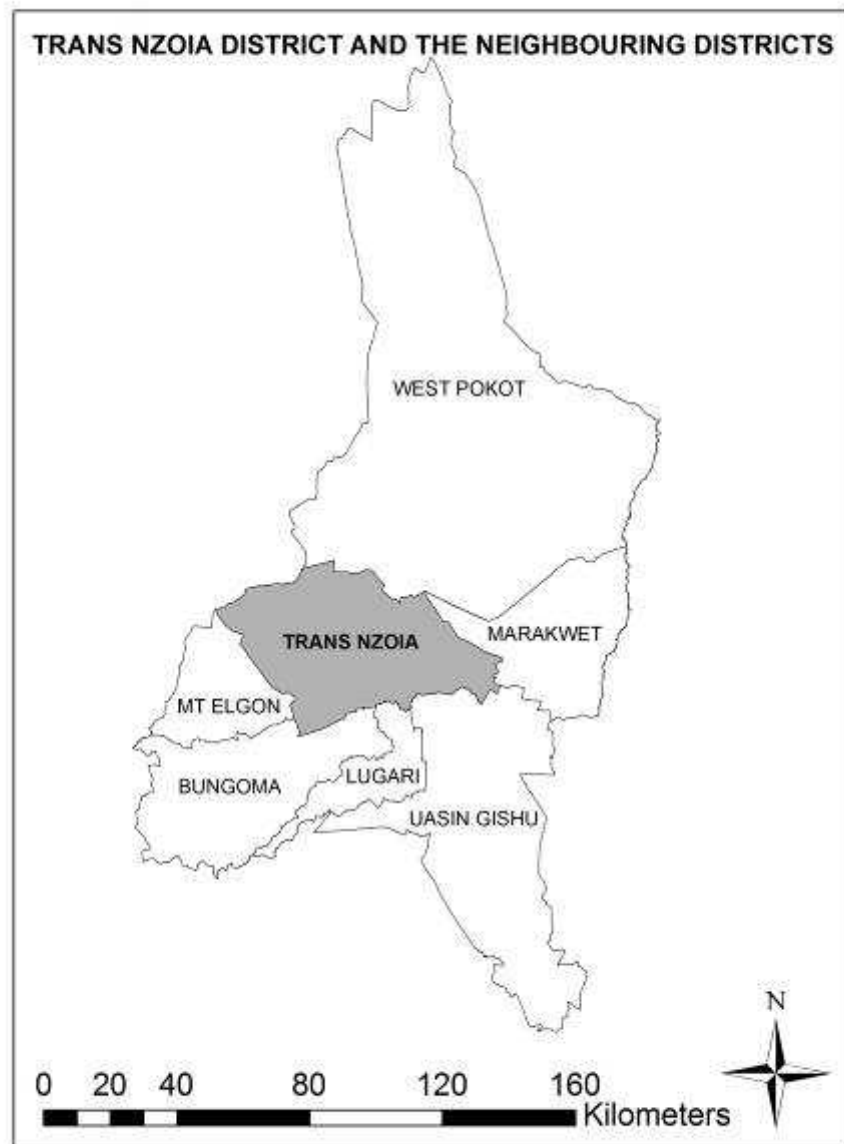 TRANS NZOIA DISTRICT AND THE NEIGHBOURING DISTRICTS
WEST POKOT
TRANS NZOIA
MARAKWET
MT ELGON
BUNGOMA
LUGARI
UASIN GISHU
N
0 20 40 80 120 160
Kilometers